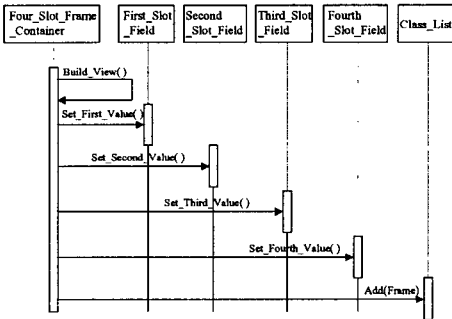 Four_Slot_Frame
_Container
First_Slot
_Field
Second
_Slot_Field
Third_Slot
_Field
Fourth
_Slot_Field
Class_List
Build_View( )
Set_First_Value( )
Set_Second_Value( )
Set_Third_Value( )
Set_Fourth_Value( )
Add(Frame)